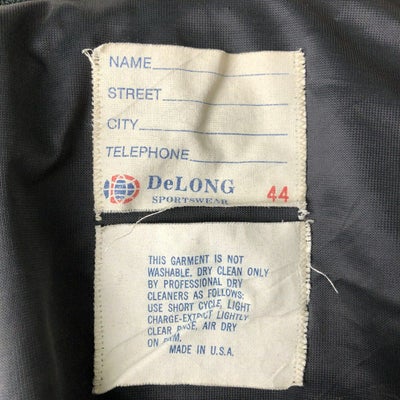 NAME
STREET
CITY
TELEPHONE
DeLONG 44
SPORTSWEAR
THIS GARMENT IS NOT
WASHABLE. DRY CLEAN ONLY
BY PROFESSIONAL DRY
CLEANERS AS FOLLOWS:
USE SHORT CYCLE, LIGHT
CHARGE-EXTRACT LIGHTLY
CLEAR RINSE, AIR DRY
ON
MADE IN U.S.A.